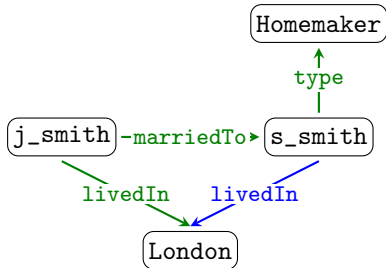 Homemaker
type
j_smith marriedTo s_smith
livedIn livedIn
London